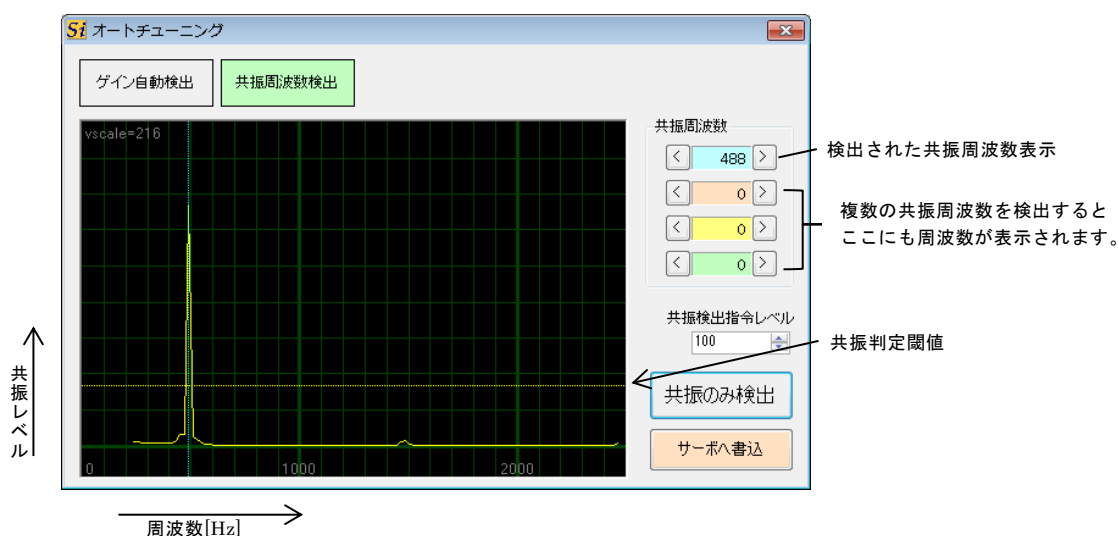 Si オートチューニング
ゲイン自動検出
共振周波数検出
vscale=216
0
1000
2000
共振周波数
< 488 >
< 0 >
< 0 >
< 0 >
共振検出指令レベル
100
共振のみ検出
サーボへ書込
検出された共振周波数表示
複数の共振周波数を検出すると
ここにも周波数が表示されます。
共振判定閾値
共振レベル
周波数[Hz]